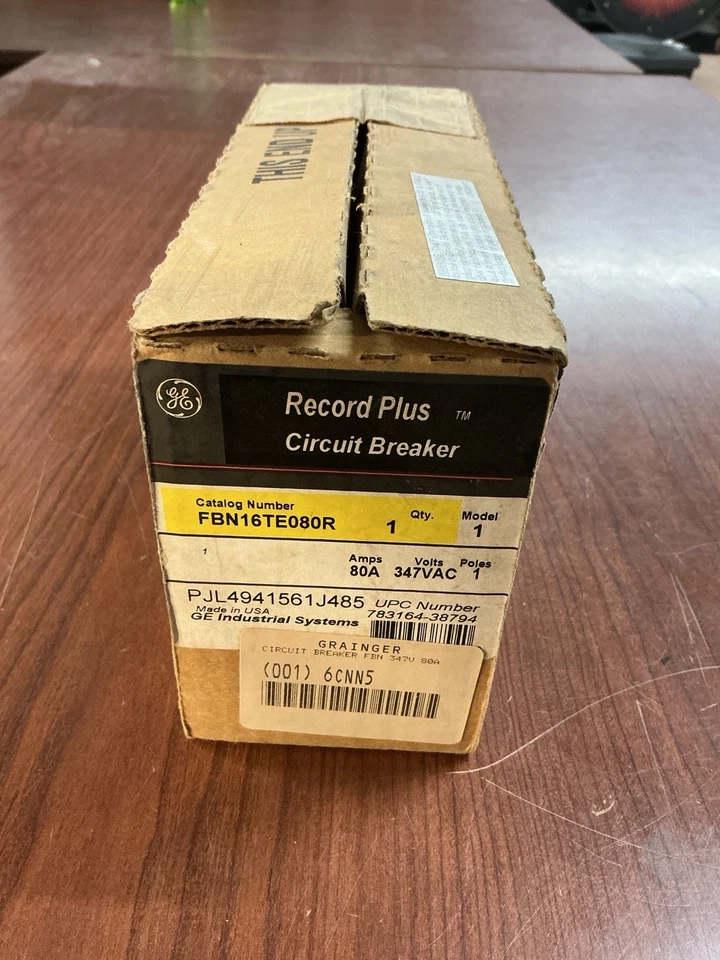 THIS END UP
GE
Record Plus TM
Circuit Breaker
Catalog Number Qty. Model
FBN16TE080R 1 1
1 Amps Volts Poles
80A 347VAC 1
PJL4941561J485 UPC Number
Made in USA 783164-38794
GE Industrial Systems
GRAINGER
CIRCUIT BREAKER FBN 347V 80A
(001) 6CNN5